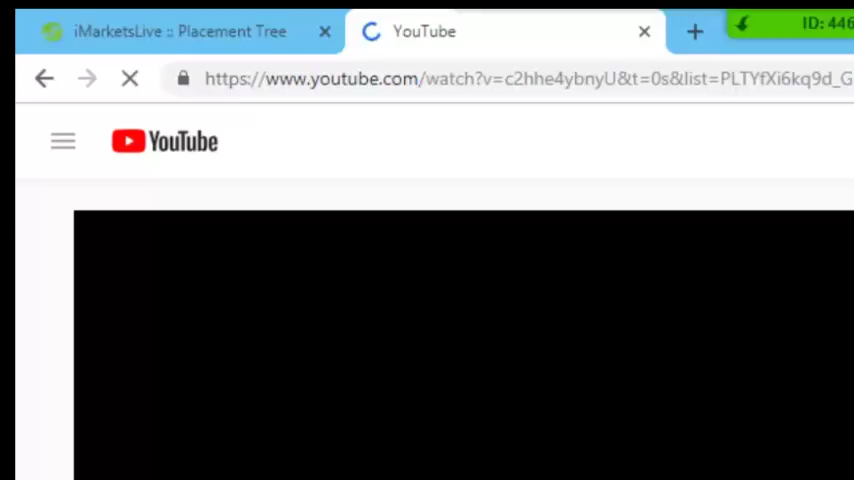 iMarketsLive :: Placement Tree
YouTube
ID: 446
https://www.youtube.com/watch?v=c2hhe4ybnyU&t=0s&list=PLTYfXi6kq9d_G
YouTube